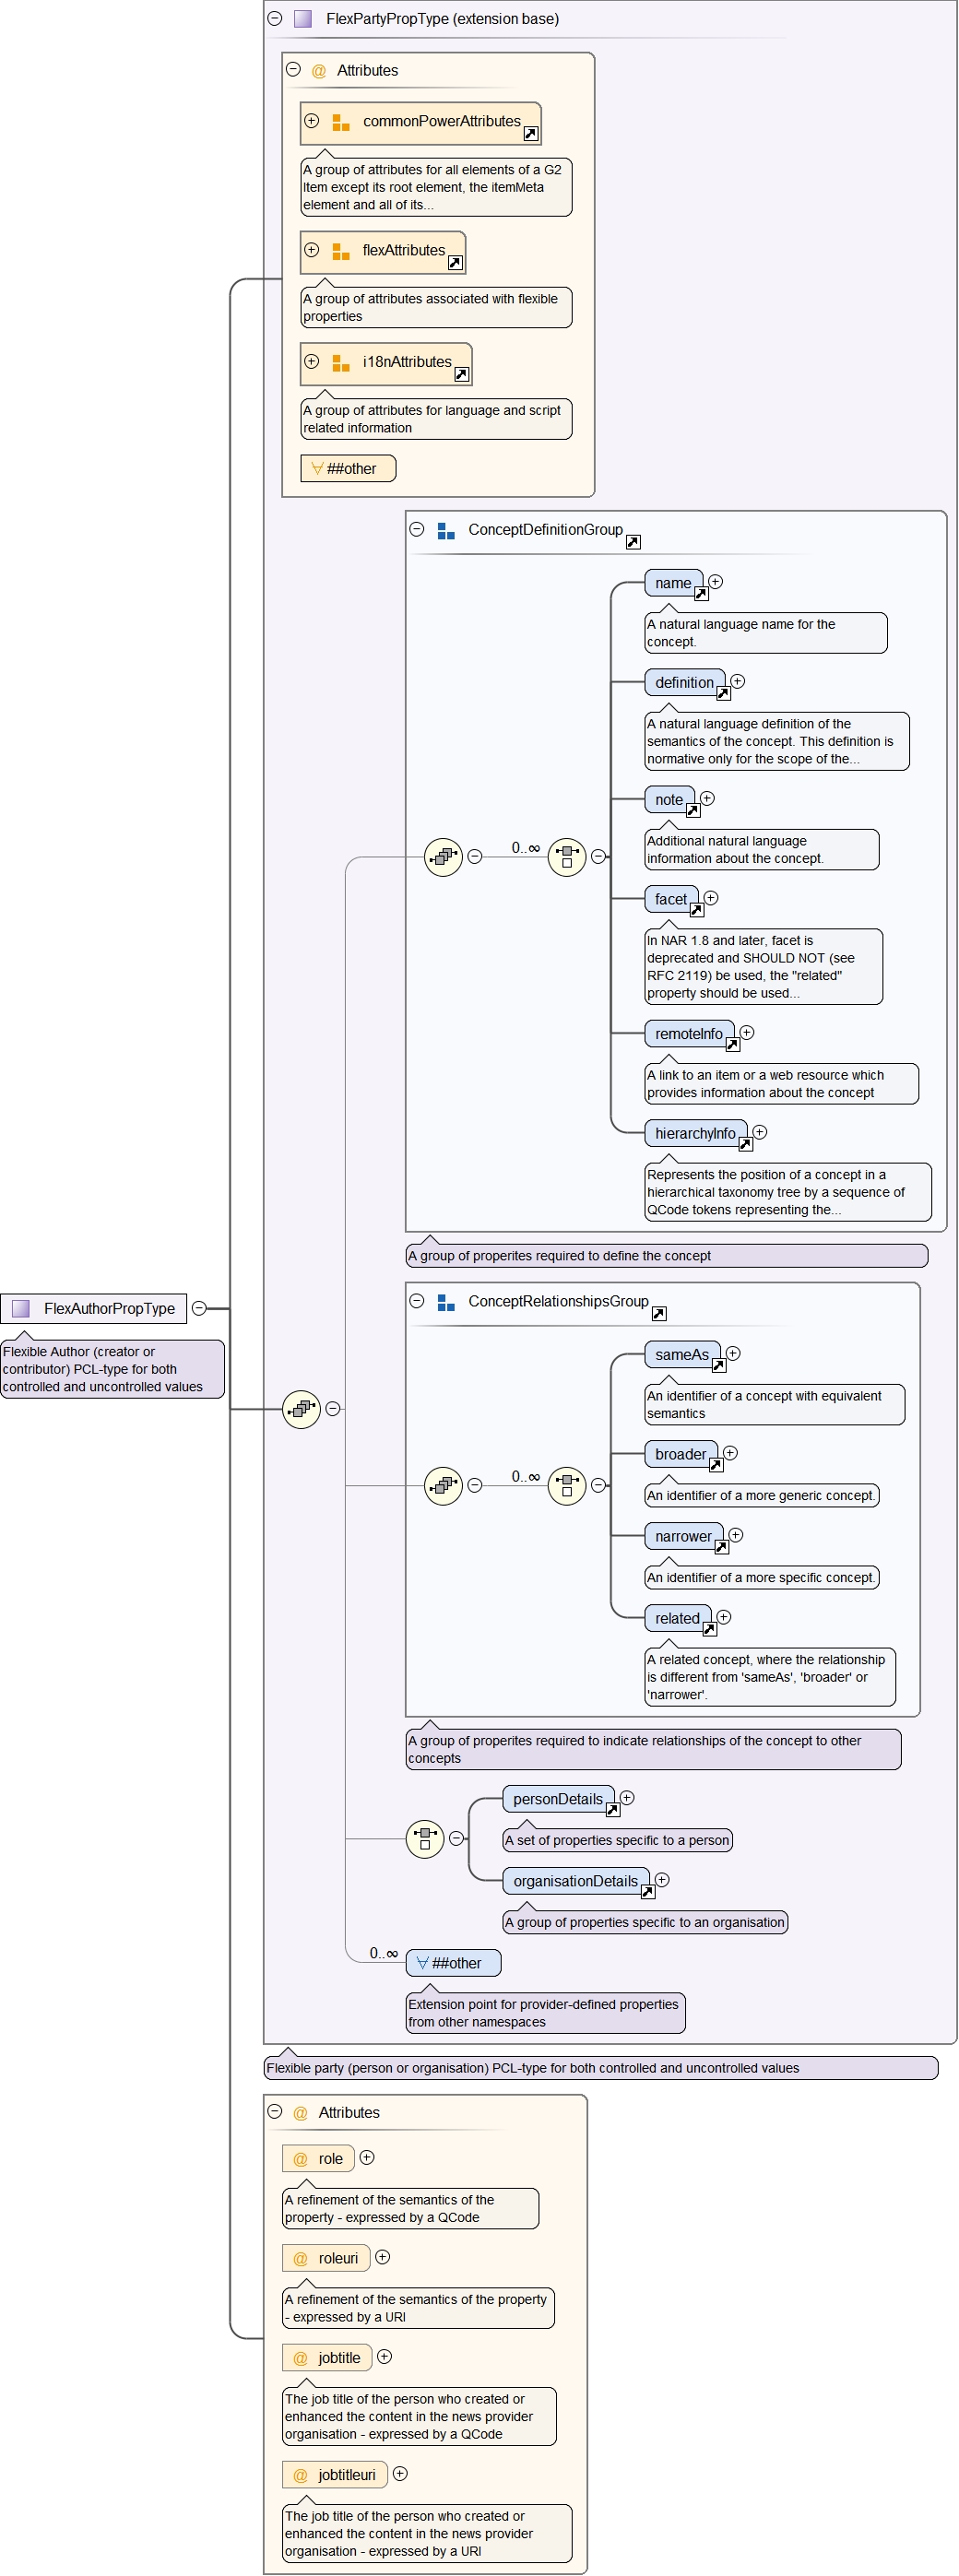 FlexPartyPropType (extension base)
@ Attributes
commonPowerAttributes
A group of attributes for all elements of a G2
Item except its root element, the itemMeta
element and all of its...
flexAttributes
A group of attributes associated with flexible
properties
i18nAttributes
A group of attributes for language and script
related information
##other
ConceptDefinitionGroup
name
A natural language name for the
concept.
definition
A natural language definition of the
semantics of the concept. This definition is
normative only for the scope of the...
note
Additional natural language
information about the concept.
0..∞
facet
In NAR 1.8 and later, facet is
deprecated and SHOULD NOT (see
RFC 2119) be used, the "related"
property should be used...
remoteInfo
A link to an item or a web resource which
provides information about the concept
hierarchyInfo
Represents the position of a concept in a
hierarchical taxonomy tree by a sequence of
QCode tokens representing the...
A group of properites required to define the concept
FlexAuthorPropType
Flexible Author (creator or
contributor) PCL-type for both
controlled and uncontrolled values
ConceptRelationshipsGroup
sameAs
An identifier of a concept with equivalent
semantics
broader
0..∞
An identifier of a more generic concept.
narrower
An identifier of a more specific concept.
related
A related concept, where the relationship
is different from 'sameAs', 'broader' or
'narrower'.
A group of properites required to indicate relationships of the concept to other
concepts
personDetails
A set of properties specific to a person
organisationDetails
A group of properties specific to an organisation
0..∞
##other
Extension point for provider-defined properties
from other namespaces
Flexible party (person or organisation) PCL-type for both controlled and uncontrolled values
@ Attributes
@ role
A refinement of the semantics of the
property - expressed by a QCode
@ roleuri
A refinement of the semantics of the property
- expressed by a URI
@ jobtitle
The job title of the person who created or
enhanced the content in the news provider
organisation - expressed by a QCode
@ jobtitleuri
The job title of the person who created or
enhanced the content in the news provider
organisation - expressed by a URI